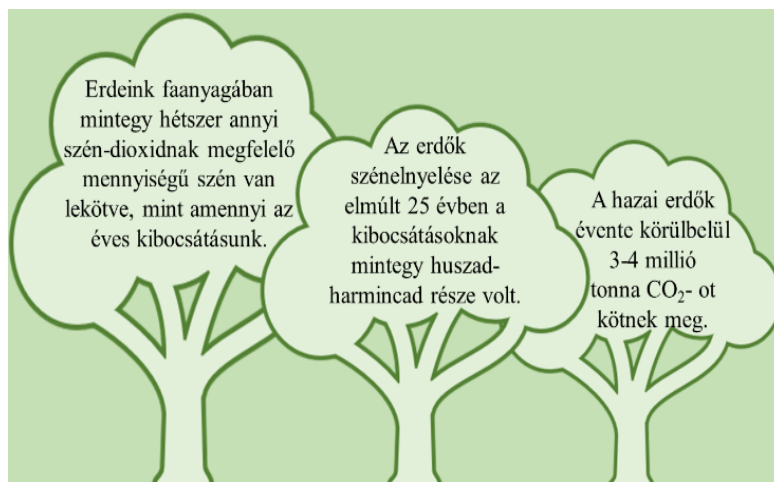 Erdeink faanyagában
mintegy hétszer annyi
szén-dioxidnak megfelelő
mennyiségű szén van
lekötve, mint amennyi az
éves kibocsátásunk.
Az erdők
szénelnyelése az
elmúlt 25 évben a
kibocsátásoknak
mintegy huszad-
harmincad része volt.
A hazai erdők
évente körülbelül
3-4 millió
tonna CO₂- ot
kötnek meg.